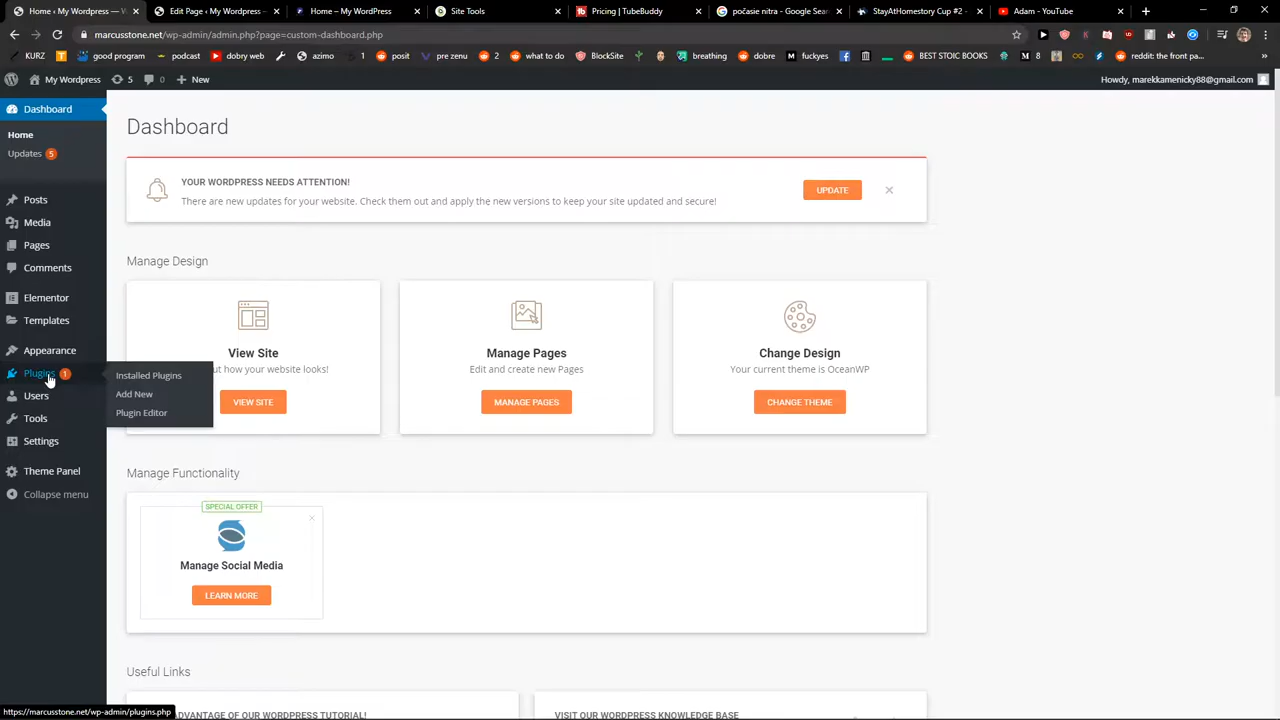 Home ‹ My WordPress — W
Edit Page ‹ My WordPress
Home – My WordPress
Site Tools
Pricing | TubeBuddy
počasie nitra - Google Sear
StayAtHomestory Cup #2 -
Adam - YouTube
marcusstone.net/wp-admin/admin.php?page=custom-dashboard.php
KURZ
good program
podcast
dobry web
azimo
posit
pre zenu
what to do
BlockSite
breathing
fuckyes
BEST STOIC BOOKS
M
8
reddit: the front pa...
»
My WordPress
5
0
New
Howdy, marekkamenicky88@gmail.com
Dashboard
Home
Updates 5
Posts
Media
Pages
Comments
Elementor
Templates
Appearance
Plugins 1
Users
Tools
Settings
Theme Panel
Collapse menu
Installed Plugins
Add New
Plugin Editor
Dashboard
YOUR WORDPRESS NEEDS ATTENTION!
There are new updates for your website. Check them out and apply the new versions to keep your site updated and secure!
UPDATE
Manage Design
View Site
out how your website looks!
VIEW SITE
Manage Pages
Edit and create new Pages
MANAGE PAGES
Change Design
Your current theme is OceanWP
CHANGE THEME
Manage Functionality
SPECIAL OFFER
Manage Social Media
LEARN MORE
Useful Links
ADVANTAGE OF OUR WORDPRESS TUTORIAL!
VISIT OUR WORDPRESS KNOWLEDGE BASE
https://marcusstone.net/wp-admin/plugins.php